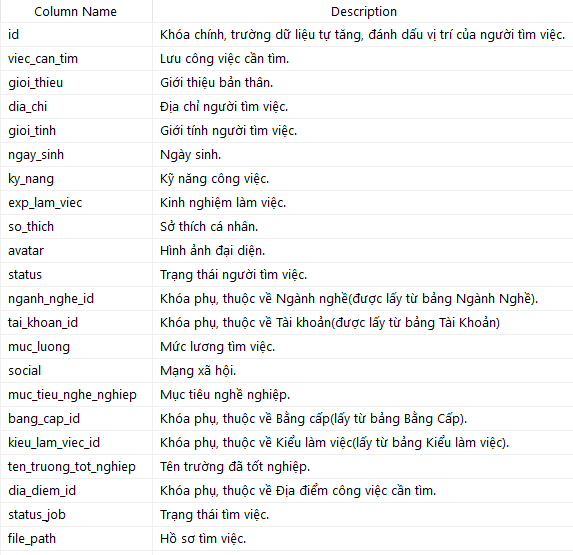 Column Name Description
id Khóa chính, trường dữ liệu tự tăng, đánh dấu vị trí của người tìm việc.
viec_can_tim Lưu công việc cần tìm.
gioi_thieu Giới thiệu bản thân.
dia_chi Địa chỉ người tìm việc.
gioi_tinh Giới tính người tìm việc.
ngay_sinh Ngày sinh.
ky_nang Kỹ năng công việc.
exp_lam_viec Kinh nghiệm làm việc.
so_thich Sở thích cá nhân.
avatar Hình ảnh đại diện.
status Trạng thái người tìm việc.
nganh_nghe_id Khóa phụ, thuộc về Ngành nghề(được lấy từ bảng Ngành Nghề).
tai_khoan_id Khóa phụ, thuộc về Tài khoản(được lấy từ bảng Tài Khoản)
muc_luong Mức lương tìm việc.
social Mạng xã hội.
muc_tieu_nghe_nghiep Mục tiêu nghề nghiệp.
bang_cap_id Khóa phụ, thuộc về Bằng cấp(lấy từ bảng Bằng Cấp).
kieu_lam_viec_id Khóa phụ, thuộc về Kiểu làm việc(lấy từ bảng Kiểu làm việc).
ten_truong_tot_nghiep Tên trường đã tốt nghiệp.
dia_diem_id Khóa phụ, thuộc về Địa điểm công việc cần tìm.
status_job Trạng thái tìm việc.
file_path Hồ sơ tìm việc.